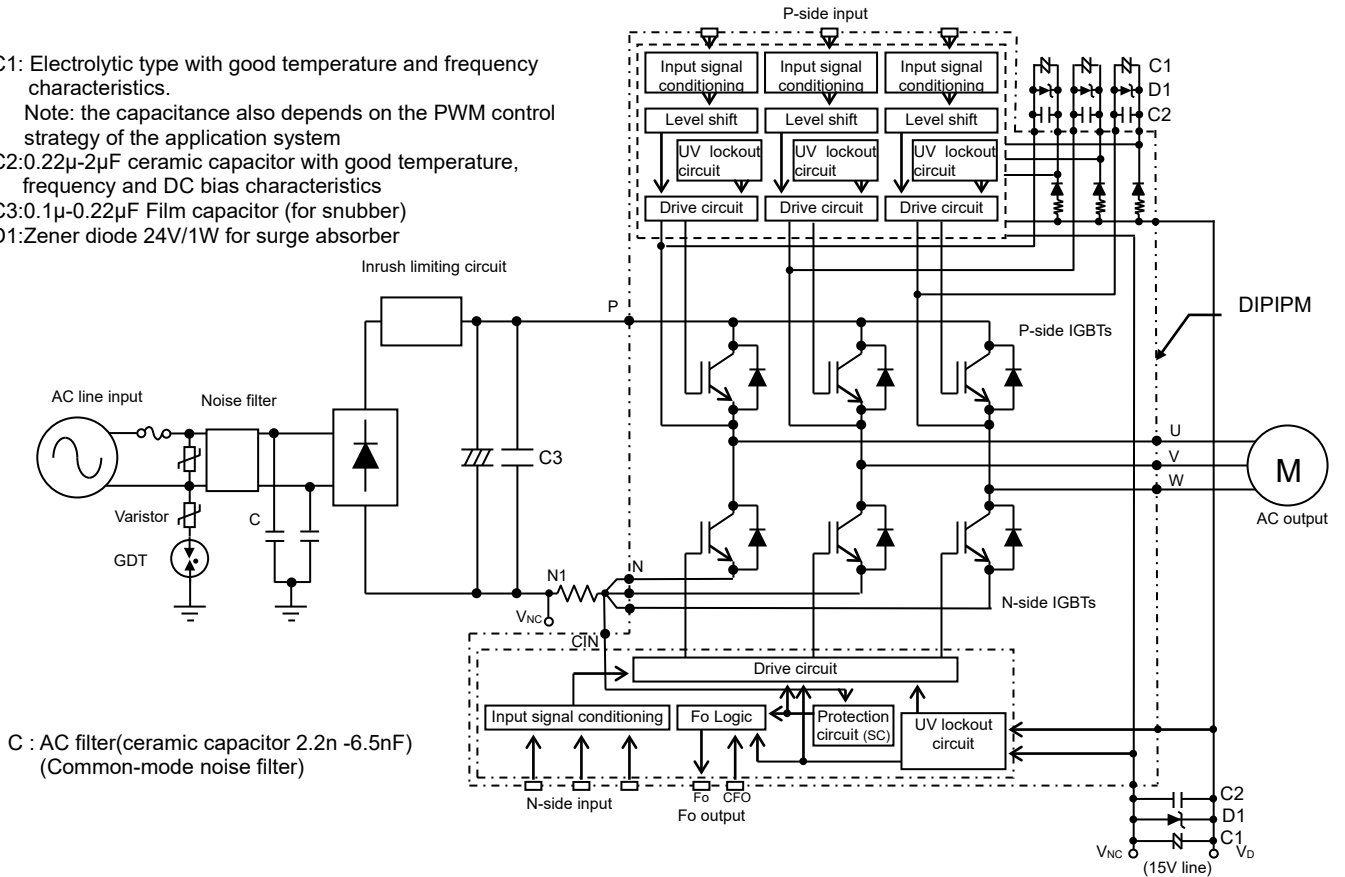 P-side input
C1: Electrolytic type with good temperature and frequency
characteristics.
Note: the capacitance also depends on the PWM control
strategy of the application system
C2:0.22µ-2µF ceramic capacitor with good temperature,
frequency and DC bias characteristics
C3:0.1µ-0.22µF Film capacitor (for snubber)
D1:Zener diode 24V/1W for surge absorber
Input signal
conditioning
Input signal
conditioning
Input signal
conditioning
Level shift
Level shift
Level shift
UV lockout
circuit
UV lockout
circuit
UV lockout
circuit
Drive circuit
Drive circuit
Drive circuit
C1
D1
C2
Inrush limiting circuit
P
DIPIPM
P-side IGBTs
AC line input
Noise filter
C3
U
V
W
M
AC output
Varistor
C
GDT
N1
N
VNC
CIN
N-side IGBTs
Drive circuit
Input signal conditioning
Fo Logic
Protection
circuit (SC)
UV lockout
circuit
C : AC filter(ceramic capacitor 2.2n -6.5nF)
(Common-mode noise filter)
N-side input
Fo
CFO
Fo output
C2
D1
C1
VNC
VD
(15V line)